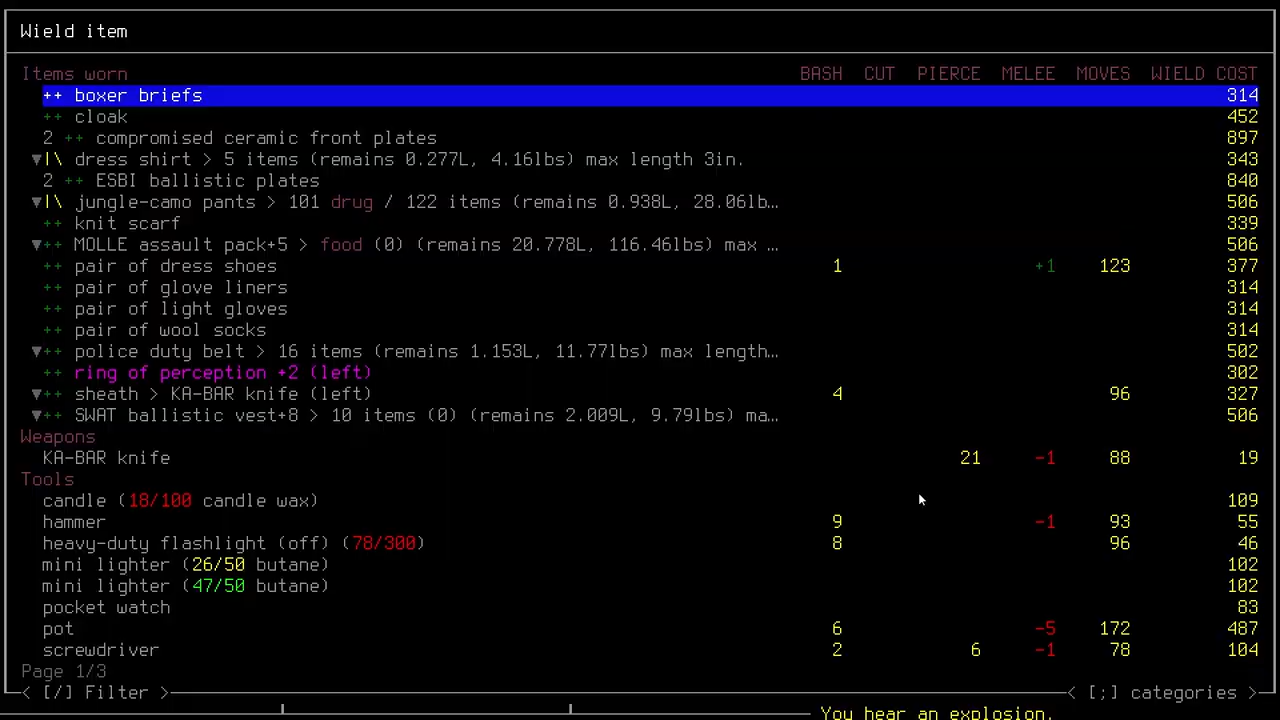 Wield item
Items worn BASH CUT PIERCE MELEE MOVES WIELD COST
++ boxer briefs 314
++ cloak 452
2 ++ compromised ceramic front plates 897
▼|\ dress shirt > 5 items (remains 0.277L, 4.16lbs) max length 3in. 343
2 ++ ESBI ballistic plates 840
▼|\ jungle-camo pants > 101 drug / 122 items (remains 0.938L, 28.06lb… 506
++ knit scarf 339
▼++ MOLLE assault pack+5 > food (0) (remains 20.778L, 116.46lbs) max … 506
++ pair of dress shoes 1 +1 123 377
++ pair of glove liners 314
++ pair of light gloves 314
++ pair of wool socks 314
▼++ police duty belt > 16 items (remains 1.153L, 11.77lbs) max length… 502
++ ring of perception +2 (left) 302
▼++ sheath > KA-BAR knife (left) 4 96 327
▼++ SWAT ballistic vest+8 > 10 items (0) (remains 2.009L, 9.79lbs) ma… 506
Weapons
KA-BAR knife 21 -1 88 19
Tools
candle (18/100 candle wax) 109
hammer 9 -1 93 55
heavy-duty flashlight (off) (78/300) 8 96 46
mini lighter (26/50 butane) 102
mini lighter (47/50 butane) 102
pocket watch 83
pot 6 -5 172 487
screwdriver 2 6 -1 78 104
Page 1/3
< [/] Filter > < [;] categories >
You hear an explosion.